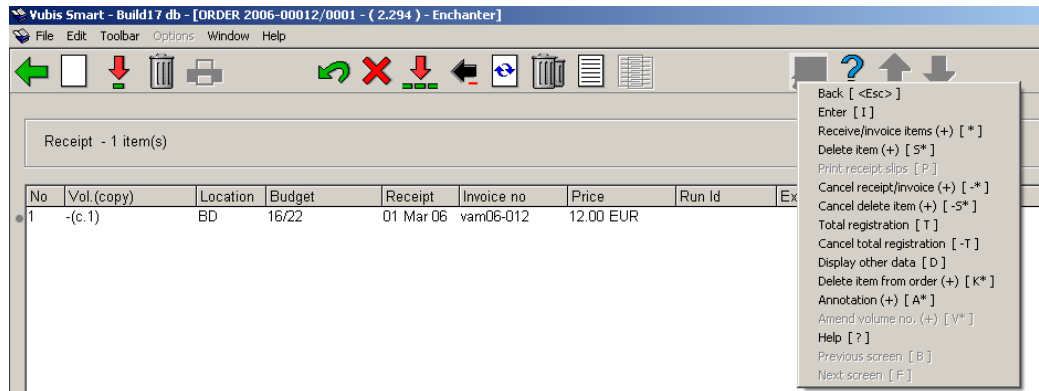 Vubis Smart - Build17 db - [ORDER 2006-00012/0001 - ( 2.294 ) - Enchanter]
File Edit Toolbar Options Window Help
Receipt - 1 item(s)
No Vol.(copy) Location Budget Receipt Invoice no Price Run Id Ex
1 -(c.1) BD 16/22 01 Mar 06 vam06-012 12.00 EUR
Back [ <Esc> ]
Enter [ I ]
Receive/invoice items (+) [ * ]
Delete item (+) [ S* ]
Print receipt slips [ P ]
Cancel receipt/invoice (+) [ -* ]
Cancel delete item (+) [ -S* ]
Total registration [ T ]
Cancel total registration [ -T ]
Display other data [ D ]
Delete item from order (+) [ K* ]
Annotation (+) [ A* ]
Amend volume no. (+) [ V* ]
Help [ ? ]
Previous screen [ B ]
Next screen [ F ]